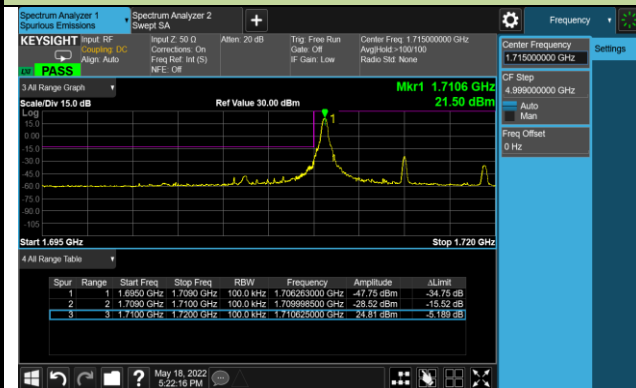 Spectrum Analyzer 1
Spurious Emissions
Spectrum Analyzer 2
Swept SA
+
Frequency
KEYSIGHT
Input: RF
Coupling: DC
Align: Auto
Input Z: 50 Ω
Corrections: On
Freq Ref: Int (S)
NFE: Off
Atten: 20 dB
Trig: Free Run
Gate: Off
IF Gain: Low
Center Freq: 1.715000000 GHz
Avg|Hold:>100/100
Radio Std: None
PASS
Center Frequency
1.715000000 GHz
Settings
CF Step
4.999000000 GHz
Auto
Man
Freq Offset
0 Hz
3 All Range Graph
Mkr1 1.7106 GHz
21.50 dBm
Scale/Div 15.0 dB
Ref Value 30.00 dBm
Log
15.0
0.00
-15.0
-30.0
-45.0
-60.0
-75.0
-90.0
-105
1
Start 1.695 GHz
Stop 1.720 GHz
4 All Range Table
Spur Range Start Freq Stop Freq RBW Frequency Amplitude ΔLimit
1 1 1.6950 GHz 1.7090 GHz 100.0 kHz 1.706263000 GHz -47.75 dBm -34.75 dB
2 2 1.7090 GHz 1.7100 GHz 100.0 kHz 1.709998500 GHz -28.52 dBm -15.52 dB
3 3 1.7100 GHz 1.7200 GHz 100.0 kHz 1.710625000 GHz 24.81 dBm -5.189 dB
?
May 18, 2022
5:22:16 PM